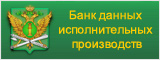 Банк данных
исполнительных
производств